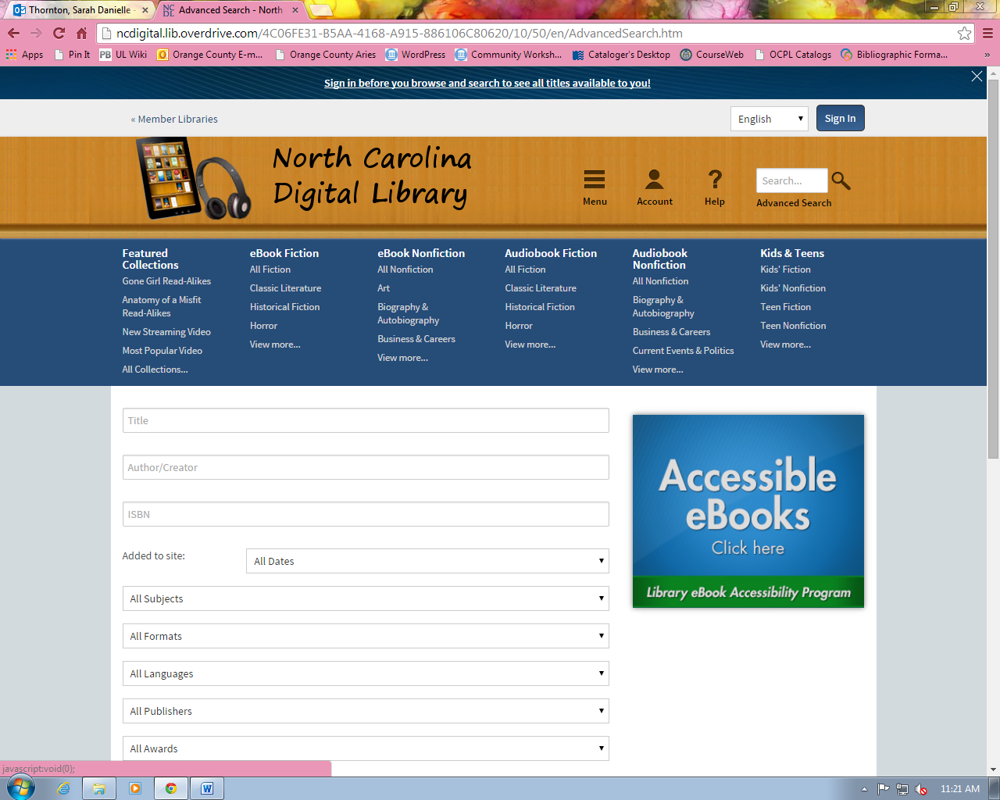 Thornton, Sarah Danielle -
Advanced Search - North
ncdigital.lib.overdrive.com/4C06FE31-B5AA-4168-A915-886106C80620/10/50/en/AdvancedSearch.htm
Apps Pin It UL Wiki Orange County E-m... Orange County Aries WordPress Community Worksh... Cataloger's Desktop CourseWeb OCPL Catalogs Bibliographic Forma... »
Sign in before you browse and search to see all titles available to you!
« Member Libraries
English
Sign In
North Carolina
Digital Library
Menu
Account
Help
Search...
Advanced Search
Featured
Collections
Gone Girl Read-Alikes
Anatomy of a Misfit
Read-Alikes
New Streaming Video
Most Popular Video
All Collections...
eBook Fiction
All Fiction
Classic Literature
Historical Fiction
Horror
View more...
eBook Nonfiction
All Nonfiction
Art
Biography &
Autobiography
Business & Careers
View more...
Audiobook Fiction
All Fiction
Classic Literature
Historical Fiction
Horror
View more...
Audiobook
Nonfiction
All Nonfiction
Biography &
Autobiography
Business & Careers
Current Events & Politics
View more...
Kids & Teens
Kids' Fiction
Kids' Nonfiction
Teen Fiction
Teen Nonfiction
View more...
Title
Author/Creator
ISBN
Added to site:
All Dates
All Subjects
All Formats
All Languages
All Publishers
All Awards
Accessible
eBooks
Click here
Library eBook Accessibility Program
javascript:void(0);
11:21 AM